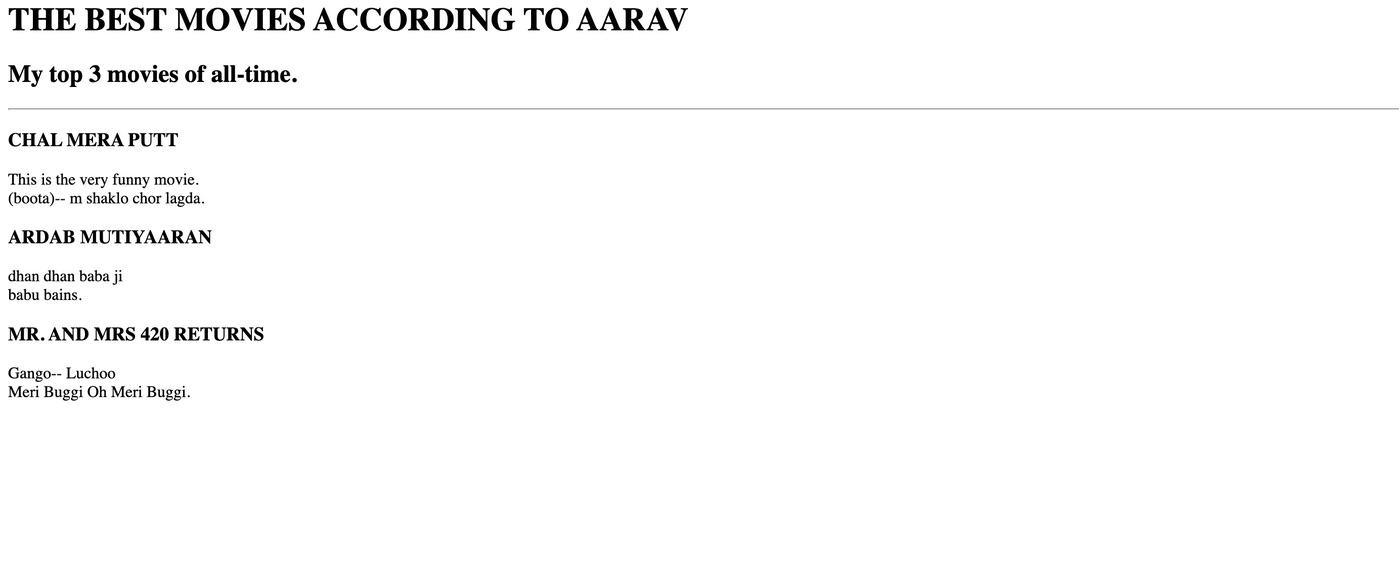 THE BEST MOVIES ACCORDING TO AARAV
My top 3 movies of all-time.
CHAL MERA PUTT
This is the very funny movie.
(boota)-- m shaklo chor lagda.
ARDAB MUTIYAARAN
dhan dhan baba ji
babu bains.
MR. AND MRS 420 RETURNS
Gango-- Luchoo
Meri Buggi Oh Meri Buggi.